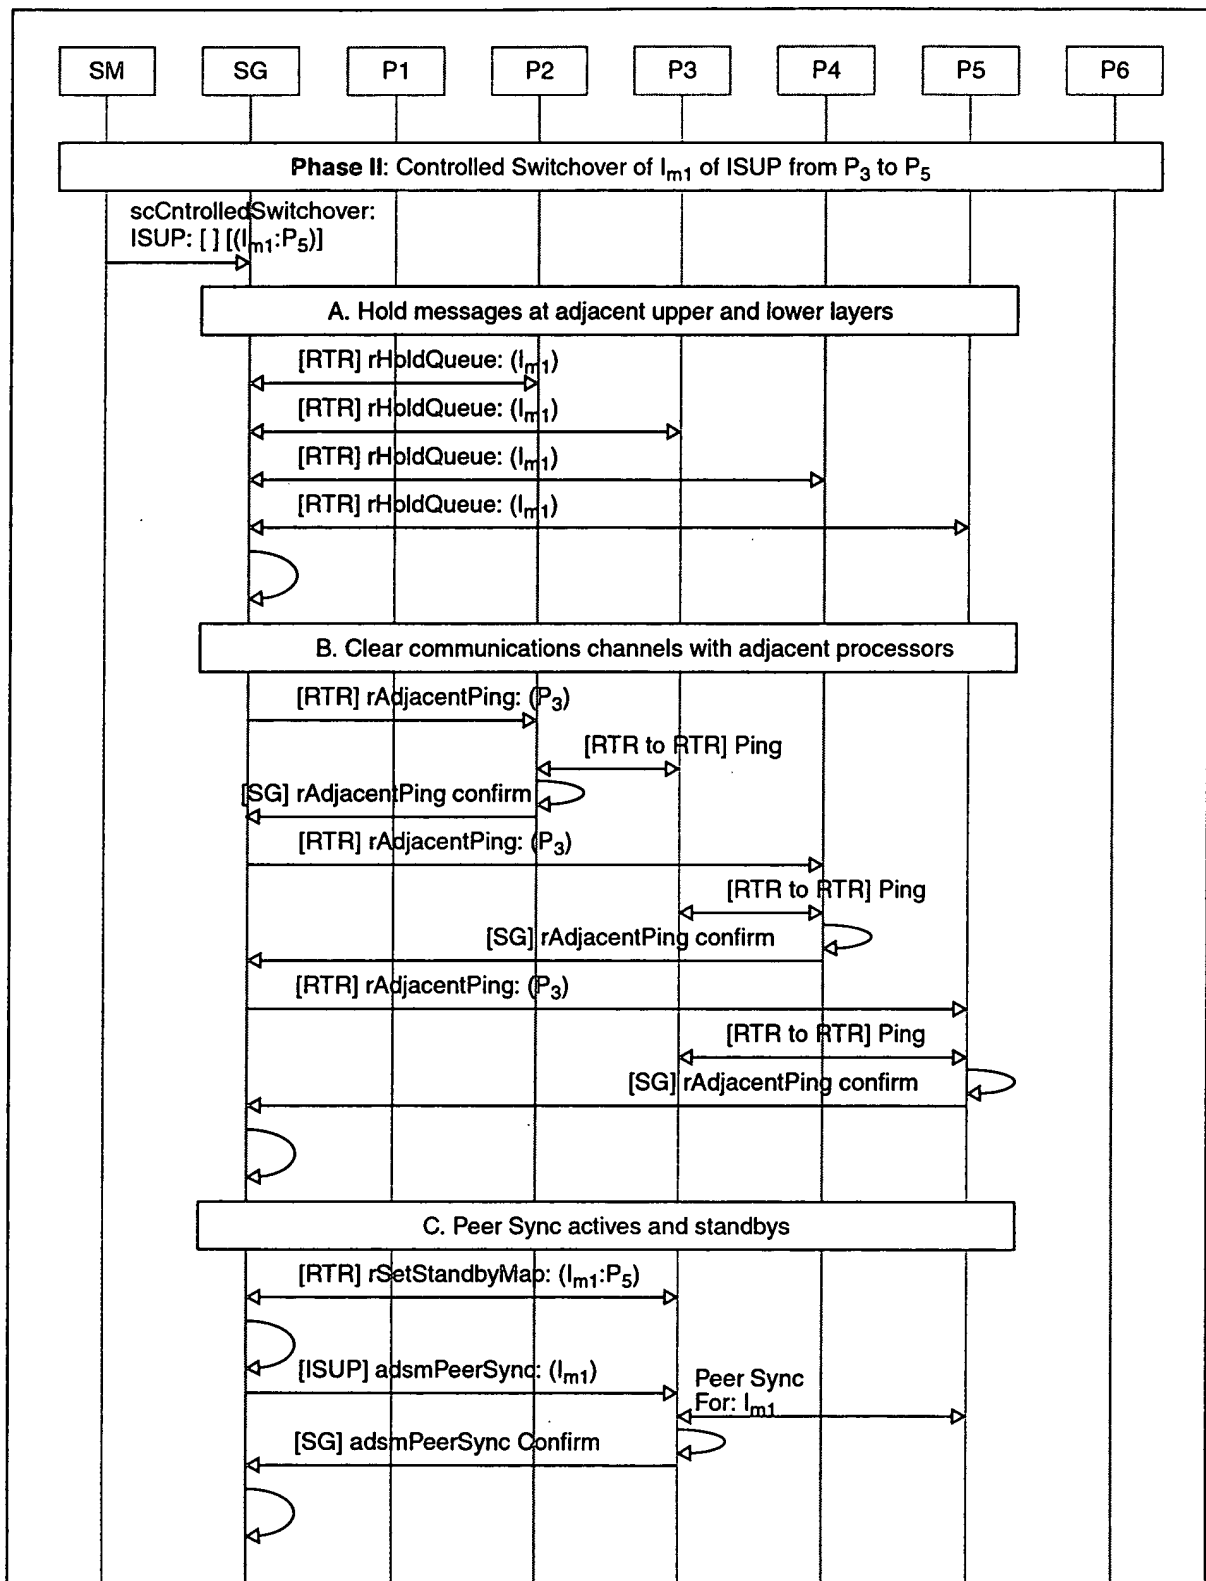 SM SG P1 P2 P3 P4 P5 P6
Phase II: Controlled Switchover of Im1 of ISUP from P3 to P5
scCntrolledSwitchover:
ISUP: [ ] [(Im1:P5)]
A. Hold messages at adjacent upper and lower layers
[RTR] rHoldQueue: (Im1)
[RTR] rHoldQueue: (Im1)
[RTR] rHoldQueue: (Im1)
[RTR] rHoldQueue: (Im1)
B. Clear communications channels with adjacent processors
[RTR] rAdjacentPing: (P3)
[RTR to RTR] Ping
[SG] rAdjacentPing confirm
[RTR] rAdjacentPing: (P3)
[RTR to RTR] Ping
[SG] rAdjacentPing confirm
[RTR] rAdjacentPing: (P3)
[RTR to RTR] Ping
[SG] rAdjacentPing confirm
C. Peer Sync actives and standbys
[RTR] rSetStandbyMap: (Im1:P5)
[ISUP] adsmPeerSync: (Im1)
Peer Sync
For: Im1
[SG] adsmPeerSync Confirm